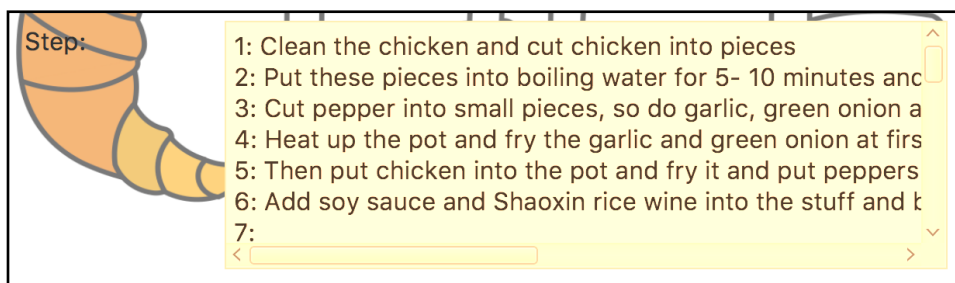 Step:
1: Clean the chicken and cut chicken into pieces
2: Put these pieces into boiling water for 5- 10 minutes and
3: Cut pepper into small pieces, so do garlic, green onion a
4: Heat up the pot and fry the garlic and green onion at firs
5: Then put chicken into the pot and fry it and put peppers
6: Add soy sauce and Shaoxin rice wine into the stuff and b
7: